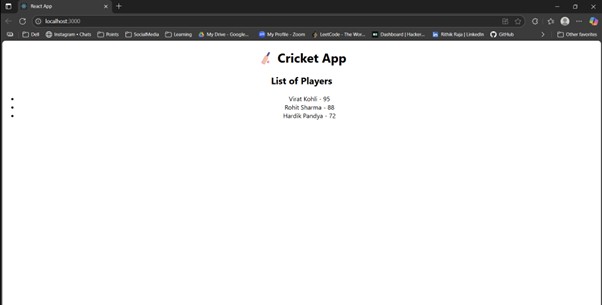 React App
localhost:3000
Dell
Instagram • Chats
Points
SocialMedia
Learning
My Drive - Google...
My Profile - Zoom
LeetCode - The Wor...
Dashboard | Hacker...
Rithik Raja | LinkedIn
GitHub
Other favorites
Cricket App
List of Players
Virat Kohli - 95
Rohit Sharma - 88
Hardik Pandya - 72